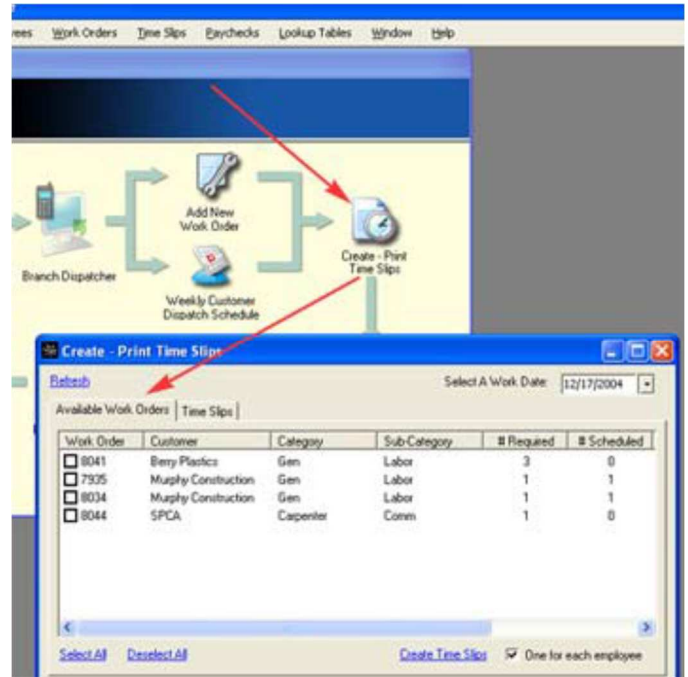 Work Orders Time Slips Paychecks Lookup Tables Window Help
Add New
Work Order
Branch Dispatcher
Create - Print
Time Slips
Weekly Customer
Dispatch Schedule
Create - Print Time Slips
Refresh Select A Work Date: 12/17/2004
Available Work Orders Time Slips
Work Order Customer Category Sub-Category # Required # Scheduled
8041 Berry Plastics Gen Labor 3 0
7935 Murphy Construction Gen Labor 1 1
8034 Murphy Construction Gen Labor 1 1
8044 SPCA Carpenter Comm 1 0
Select All Deselect All Create Time Slips One for each employee